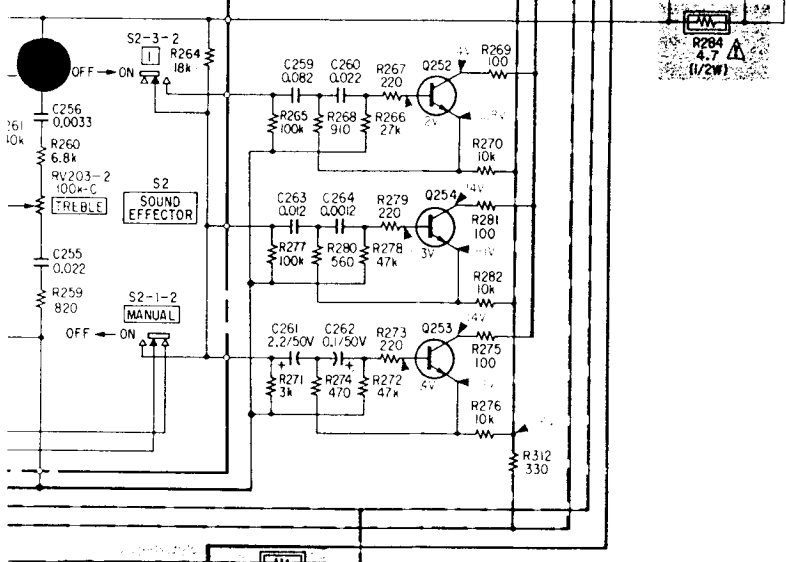 S2-3-2
1
OFF → ON
R264
18k
C259
0.082
C260
0.022
R267
220
Q252
R269
100
R284
4.7
(1/2W)
C256
0.0033
R265
100k
R268
910
R266
27k
2V
R260
6.8k
R270
10k
RV203-2
100k-C
TREBLE
S2
SOUND
EFFECTOR
C263
0.012
C264
0.0012
R279
220
Q254
14V
R281
100
R277
100k
R280
560
R278
47k
.3V
C255
0.022
R282
10k
R259
820
S2-1-2
MANUAL
OFF ← ON
C261
2.2/50V
C262
0.1/50V
R273
220
Q253
R275
100
+
+
R271
3k
R274
470
R272
47k
.4V
R276
10k
R312
330